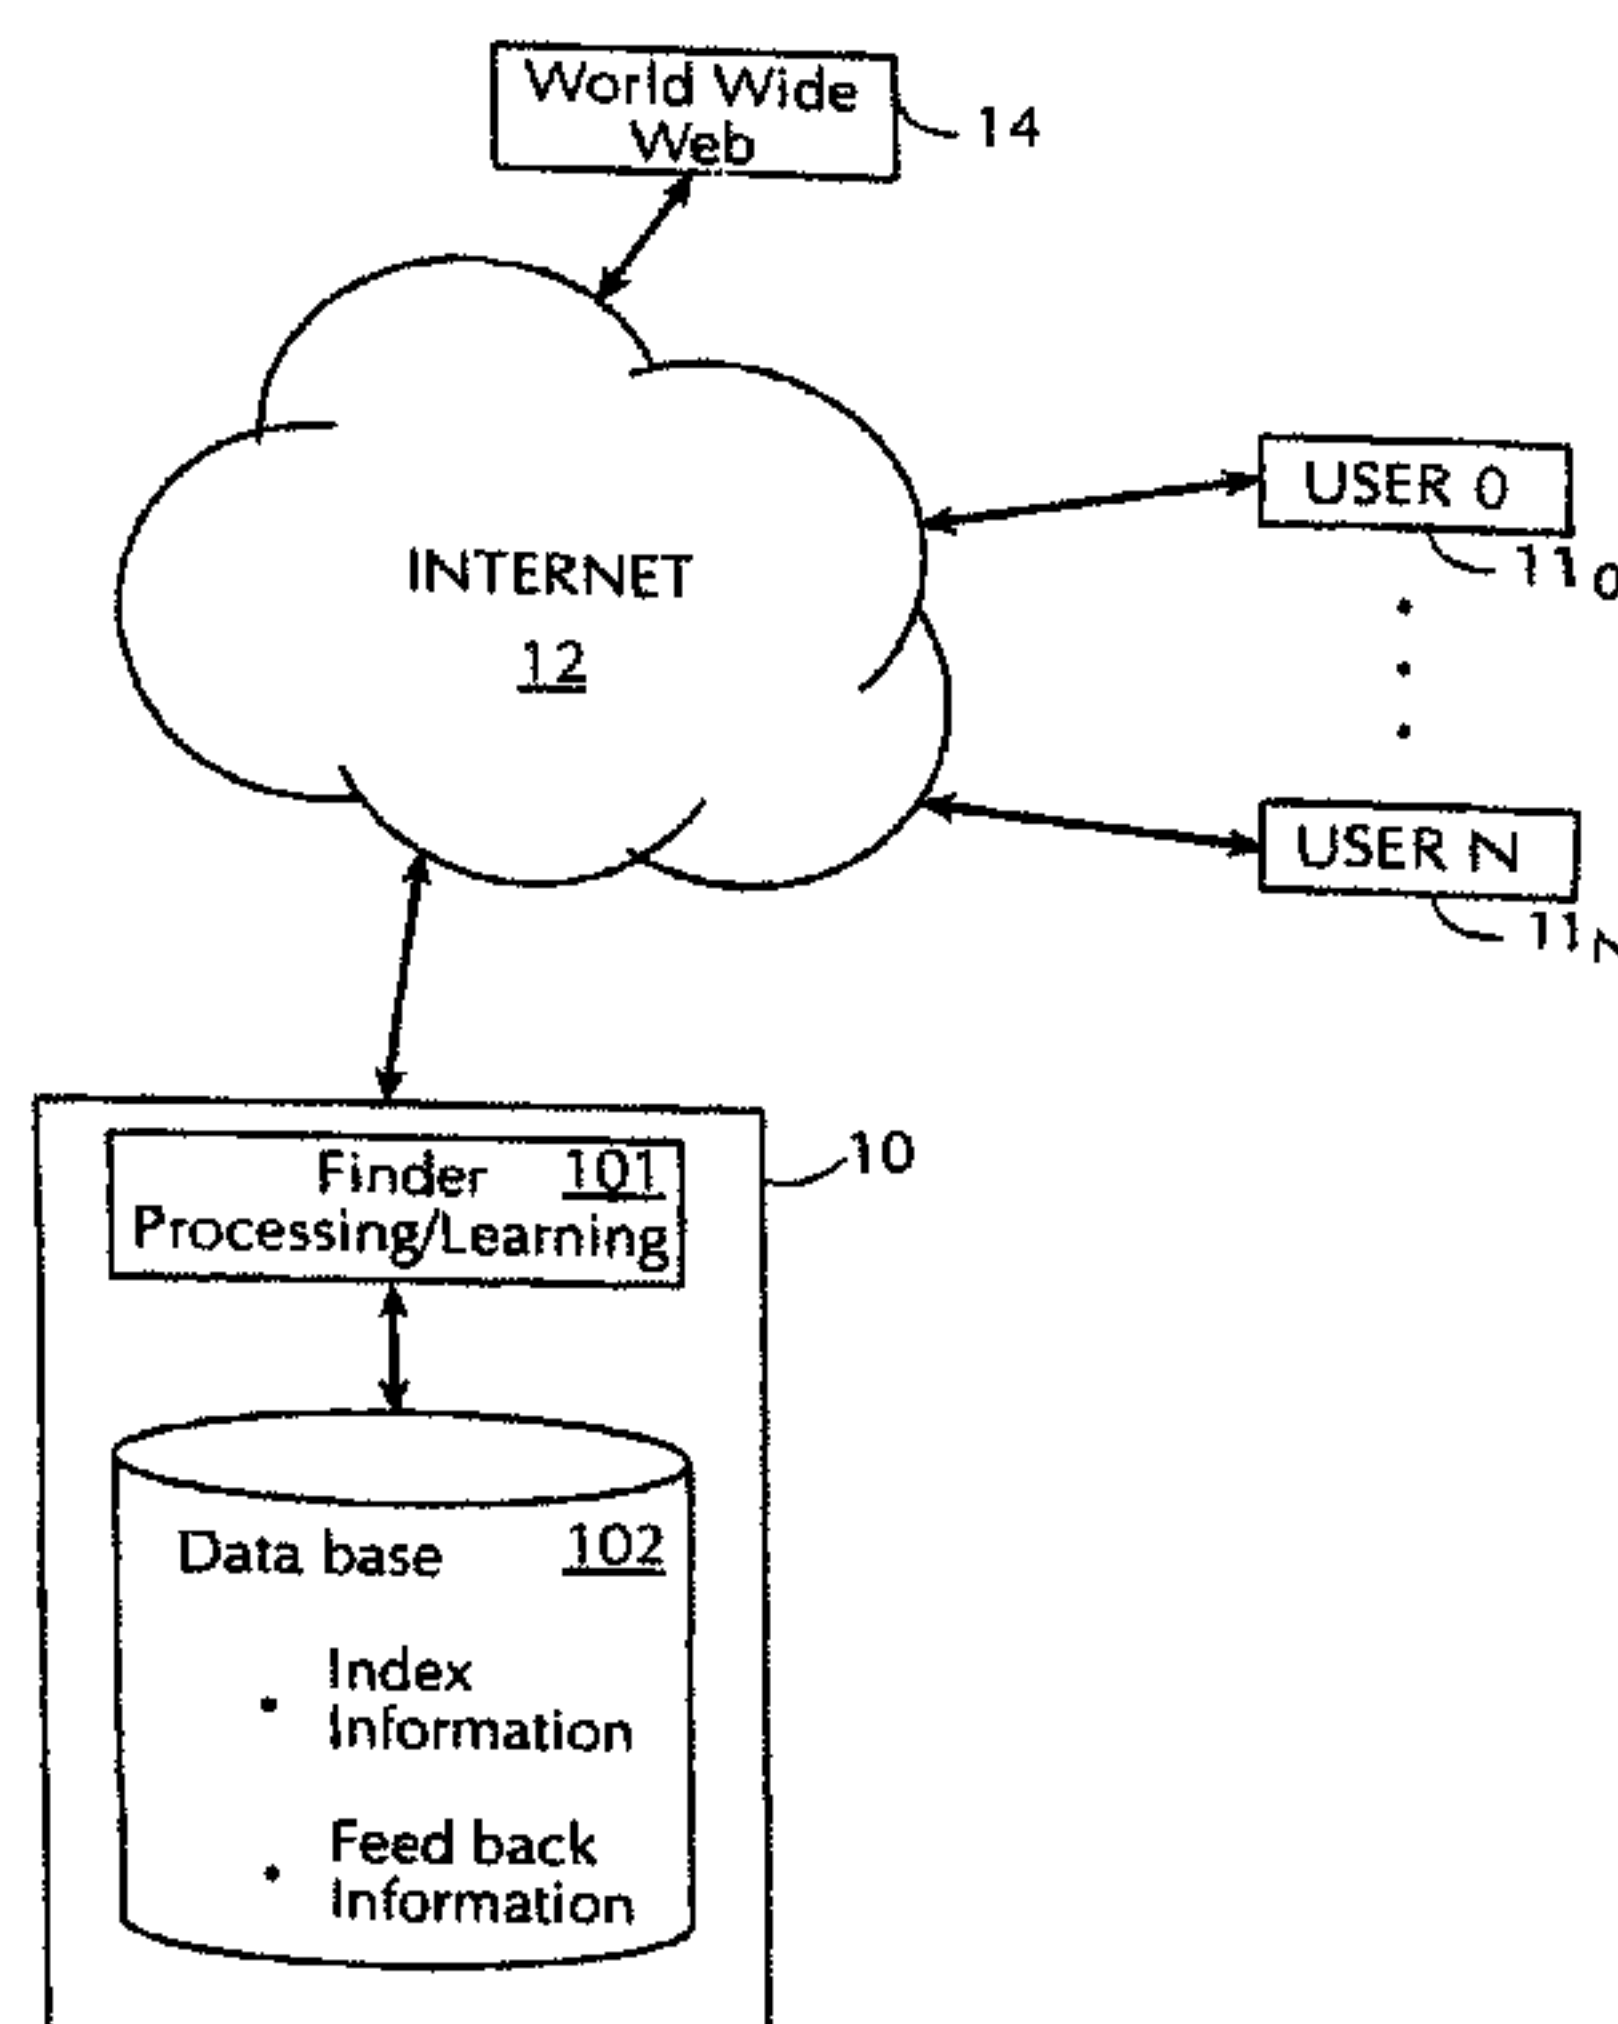 World Wide
Web
14
INTERNET
12
USER 0
11 0
USER N
11 N
10
Finder 101
Processing/Learning
Data base 102
• Index
Information
• Feed back
Information